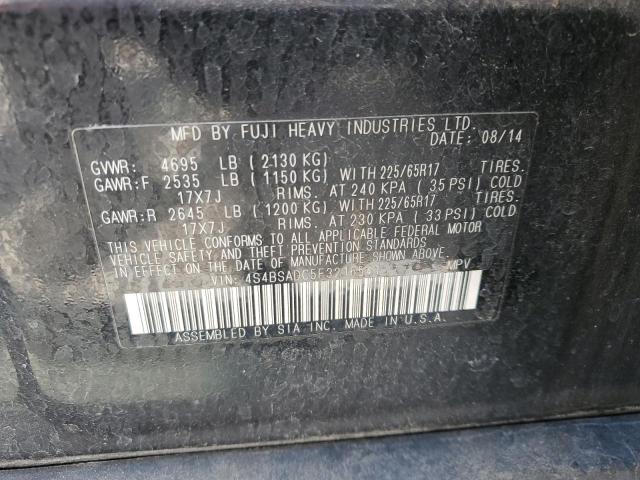 MFD BY FUJI HEAVY INDUSTRIES LTD.
DATE: 08/14
GVWR: 4695 LB (2130 KG)
GAWR:F 2535 LB (1150 KG) WITH 225/65R17 TIRES.
17X7J RIMS. AT 240 KPA (35 PSI) COLD
GAWR:R 2645 LB (1200 KG) WITH 225/65R17 TIRES.
17X7J RIMS. AT 230 KPA (33 PSI) COLD
THIS VEHICLE CONFORMS TO ALL APPLICABLE FEDERAL MOTOR
VEHICLE SAFETY AND THEFT PREVENTION STANDARDS
IN EFFECT ON THE DATE OF MANUFACTURE SHOWN ABOVE.
VIN: MPV
ASSEMBLED BY SIA INC. MADE IN U.S.A.